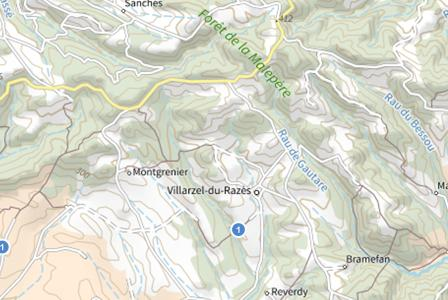 Sanches
412
Forêt de la Malepère
Rau du Bessou
Rau de Gautare
300
Montgrenier
Villarzel-du-Razès
1
1
Bramefan
Reverdy